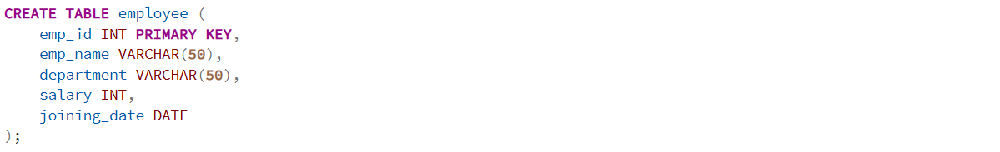 CREATE TABLE employee (
    emp_id INT PRIMARY KEY,
    emp_name VARCHAR(50),
    department VARCHAR(50),
    salary INT,
    joining_date DATE
);